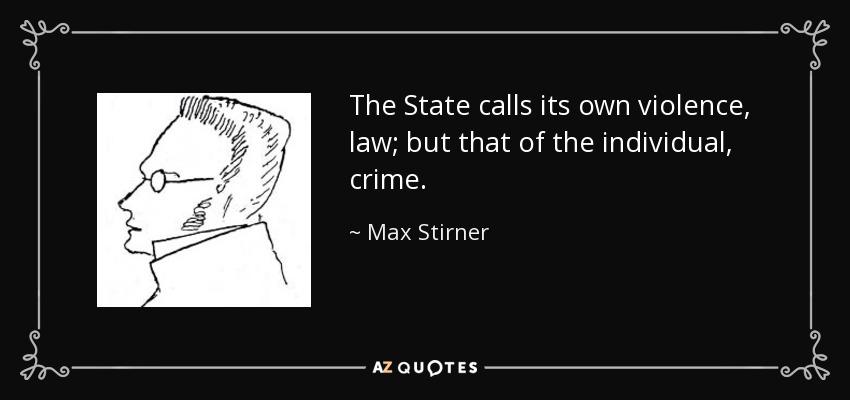 The State calls its own violence,
law; but that of the individual,
crime.
~ Max Stirner
AZ QUOTES